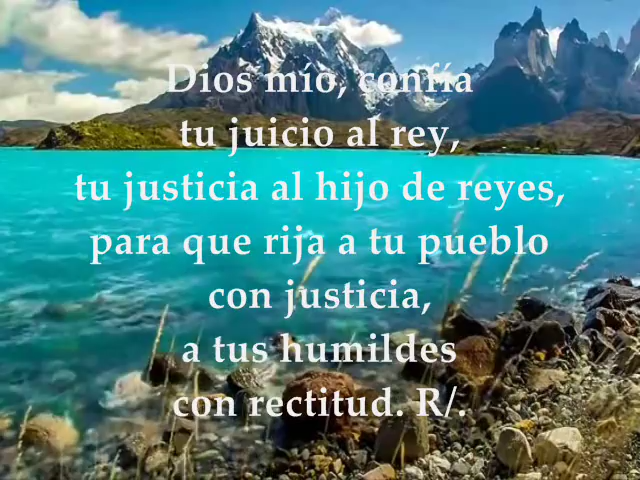 Dios mío, confía
tu juicio al rey,
tu justicia al hijo de reyes,
para que rija a tu pueblo
con justicia,
a tus humildes
con rectitud. R/.